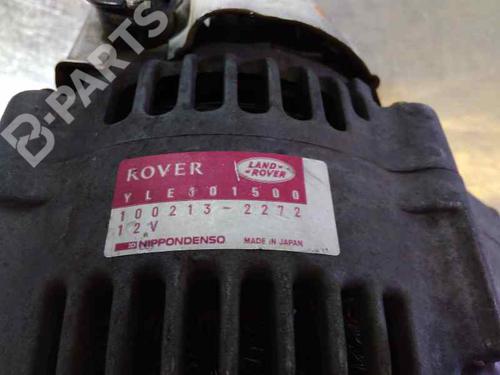 B-PARTS
ROVER
LAND-
ROVER
YLE101500
100213-2272
12V
NIPPONDENSO MADE IN JAPAN